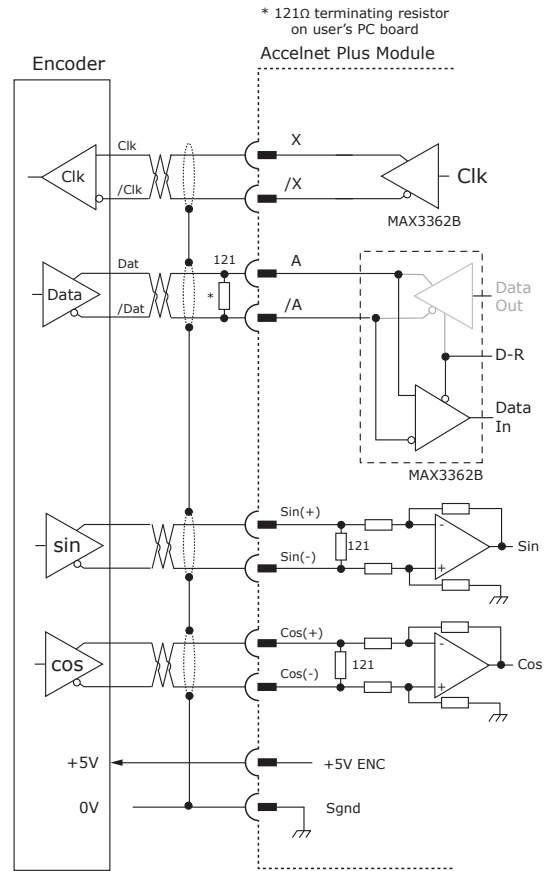 * 121Ω terminating resistor
on user's PC board
Accelnet Plus Module
Encoder
Clk
Clk
/Clk
X
/X
Clk
MAX3362B
Data
Dat
/Dat
121
*
A
/A
Data
Out
D-R
Data
In
MAX3362B
sin
Sin(+)
Sin(-)
121
-
+
Sin
cos
Cos(+)
Cos(-)
121
-
+
Cos
+5V
+5V ENC
0V
Sgnd